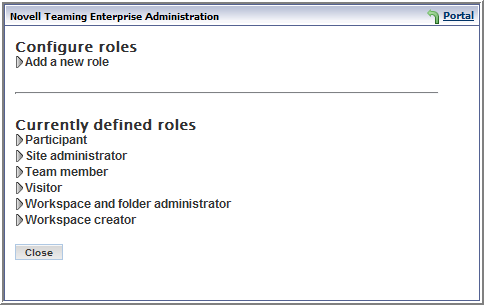 Novell Teaming Enterprise Administration Portal
Configure roles
Add a new role
Currently defined roles
Participant
Site administrator
Team member
Visitor
Workspace and folder administrator
Workspace creator
Close